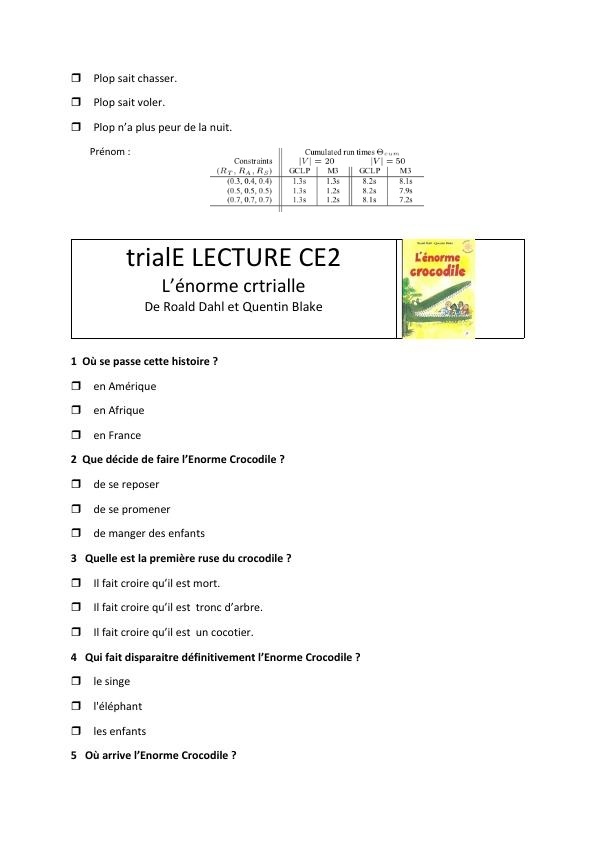 ❒ Plop sait chasser.
❒ Plop sait voler.
❒ Plop n’a plus peur de la nuit.
Prénom :
Cumulated run times Θcum
Constraints |V| = 20 |V| = 50
(RT, RA, RS) GCLP M3 GCLP M3
(0.3, 0.4, 0.4) 1.3s 1.3s 8.2s 8.1s
(0.5, 0.5, 0.5) 1.3s 1.2s 8.2s 7.9s
(0.7, 0.7, 0.7) 1.3s 1.2s 8.1s 7.2s
trialE LECTURE CE2
L’énorme crtrialle
De Roald Dahl et Quentin Blake
Roald Dahl · Quentin Blake
L'énorme
crocodile
1 Où se passe cette histoire ?
❒ en Amérique
❒ en Afrique
❒ en France
2 Que décide de faire l’Enorme Crocodile ?
❒ de se reposer
❒ de se promener
❒ de manger des enfants
3 Quelle est la première ruse du crocodile ?
❒ Il fait croire qu’il est mort.
❒ Il fait croire qu’il est tronc d’arbre.
❒ Il fait croire qu’il est un cocotier.
4 Qui fait disparaitre définitivement l’Enorme Crocodile ?
❒ le singe
❒ l'éléphant
❒ les enfants
5 Où arrive l’Enorme Crocodile ?